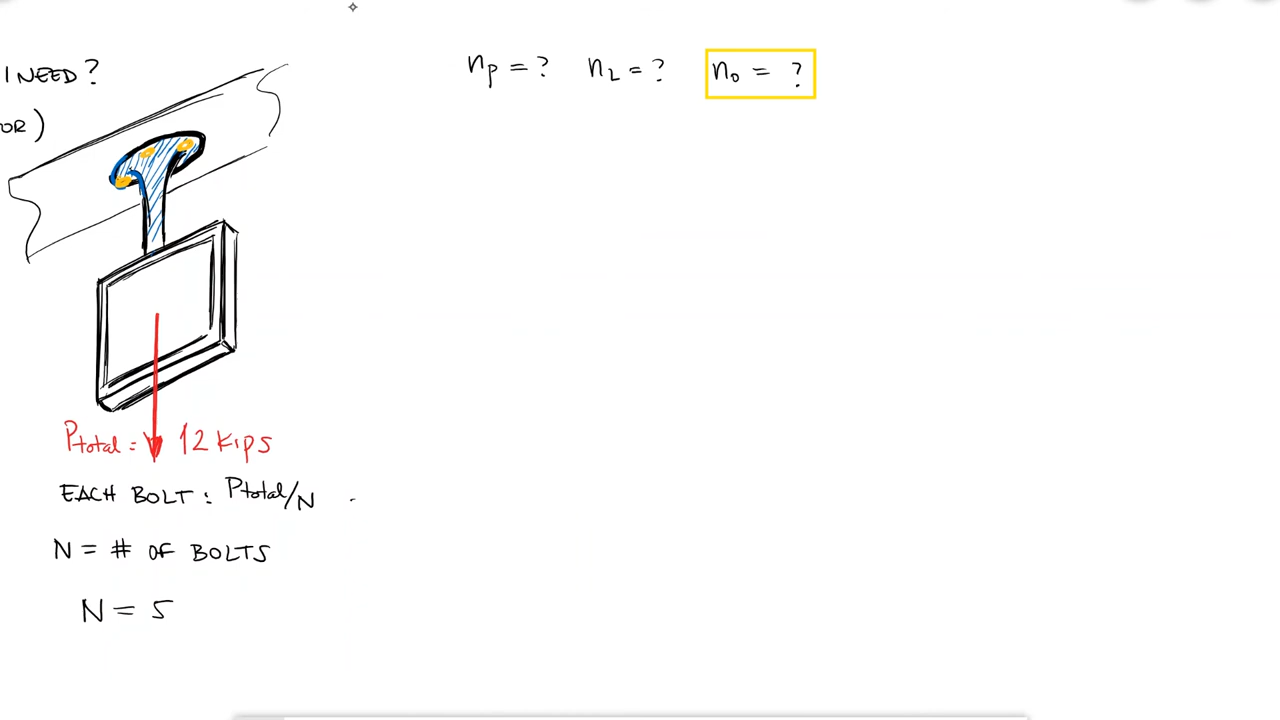 I NEED?
OR)
Ptotal = 12 Kips
EACH BOLT : Ptotal/N
N = # OF BOLTS
N = 5
np = ? nL = ? n0 = ?